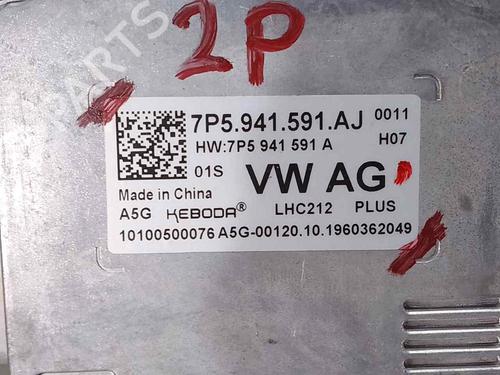 PARTS
2P
7P5.941.591.AJ 0011
HW:7P5 941 591 A H07
01S VW AG
Made in China
A5G KEBODA® LHC212 PLUS
10100500076 A5G-00120.10.1960362049